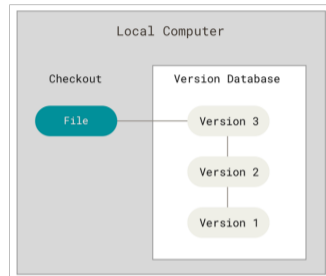 Local Computer
Checkout
Version Database
File
Version 3
Version 2
Version 1